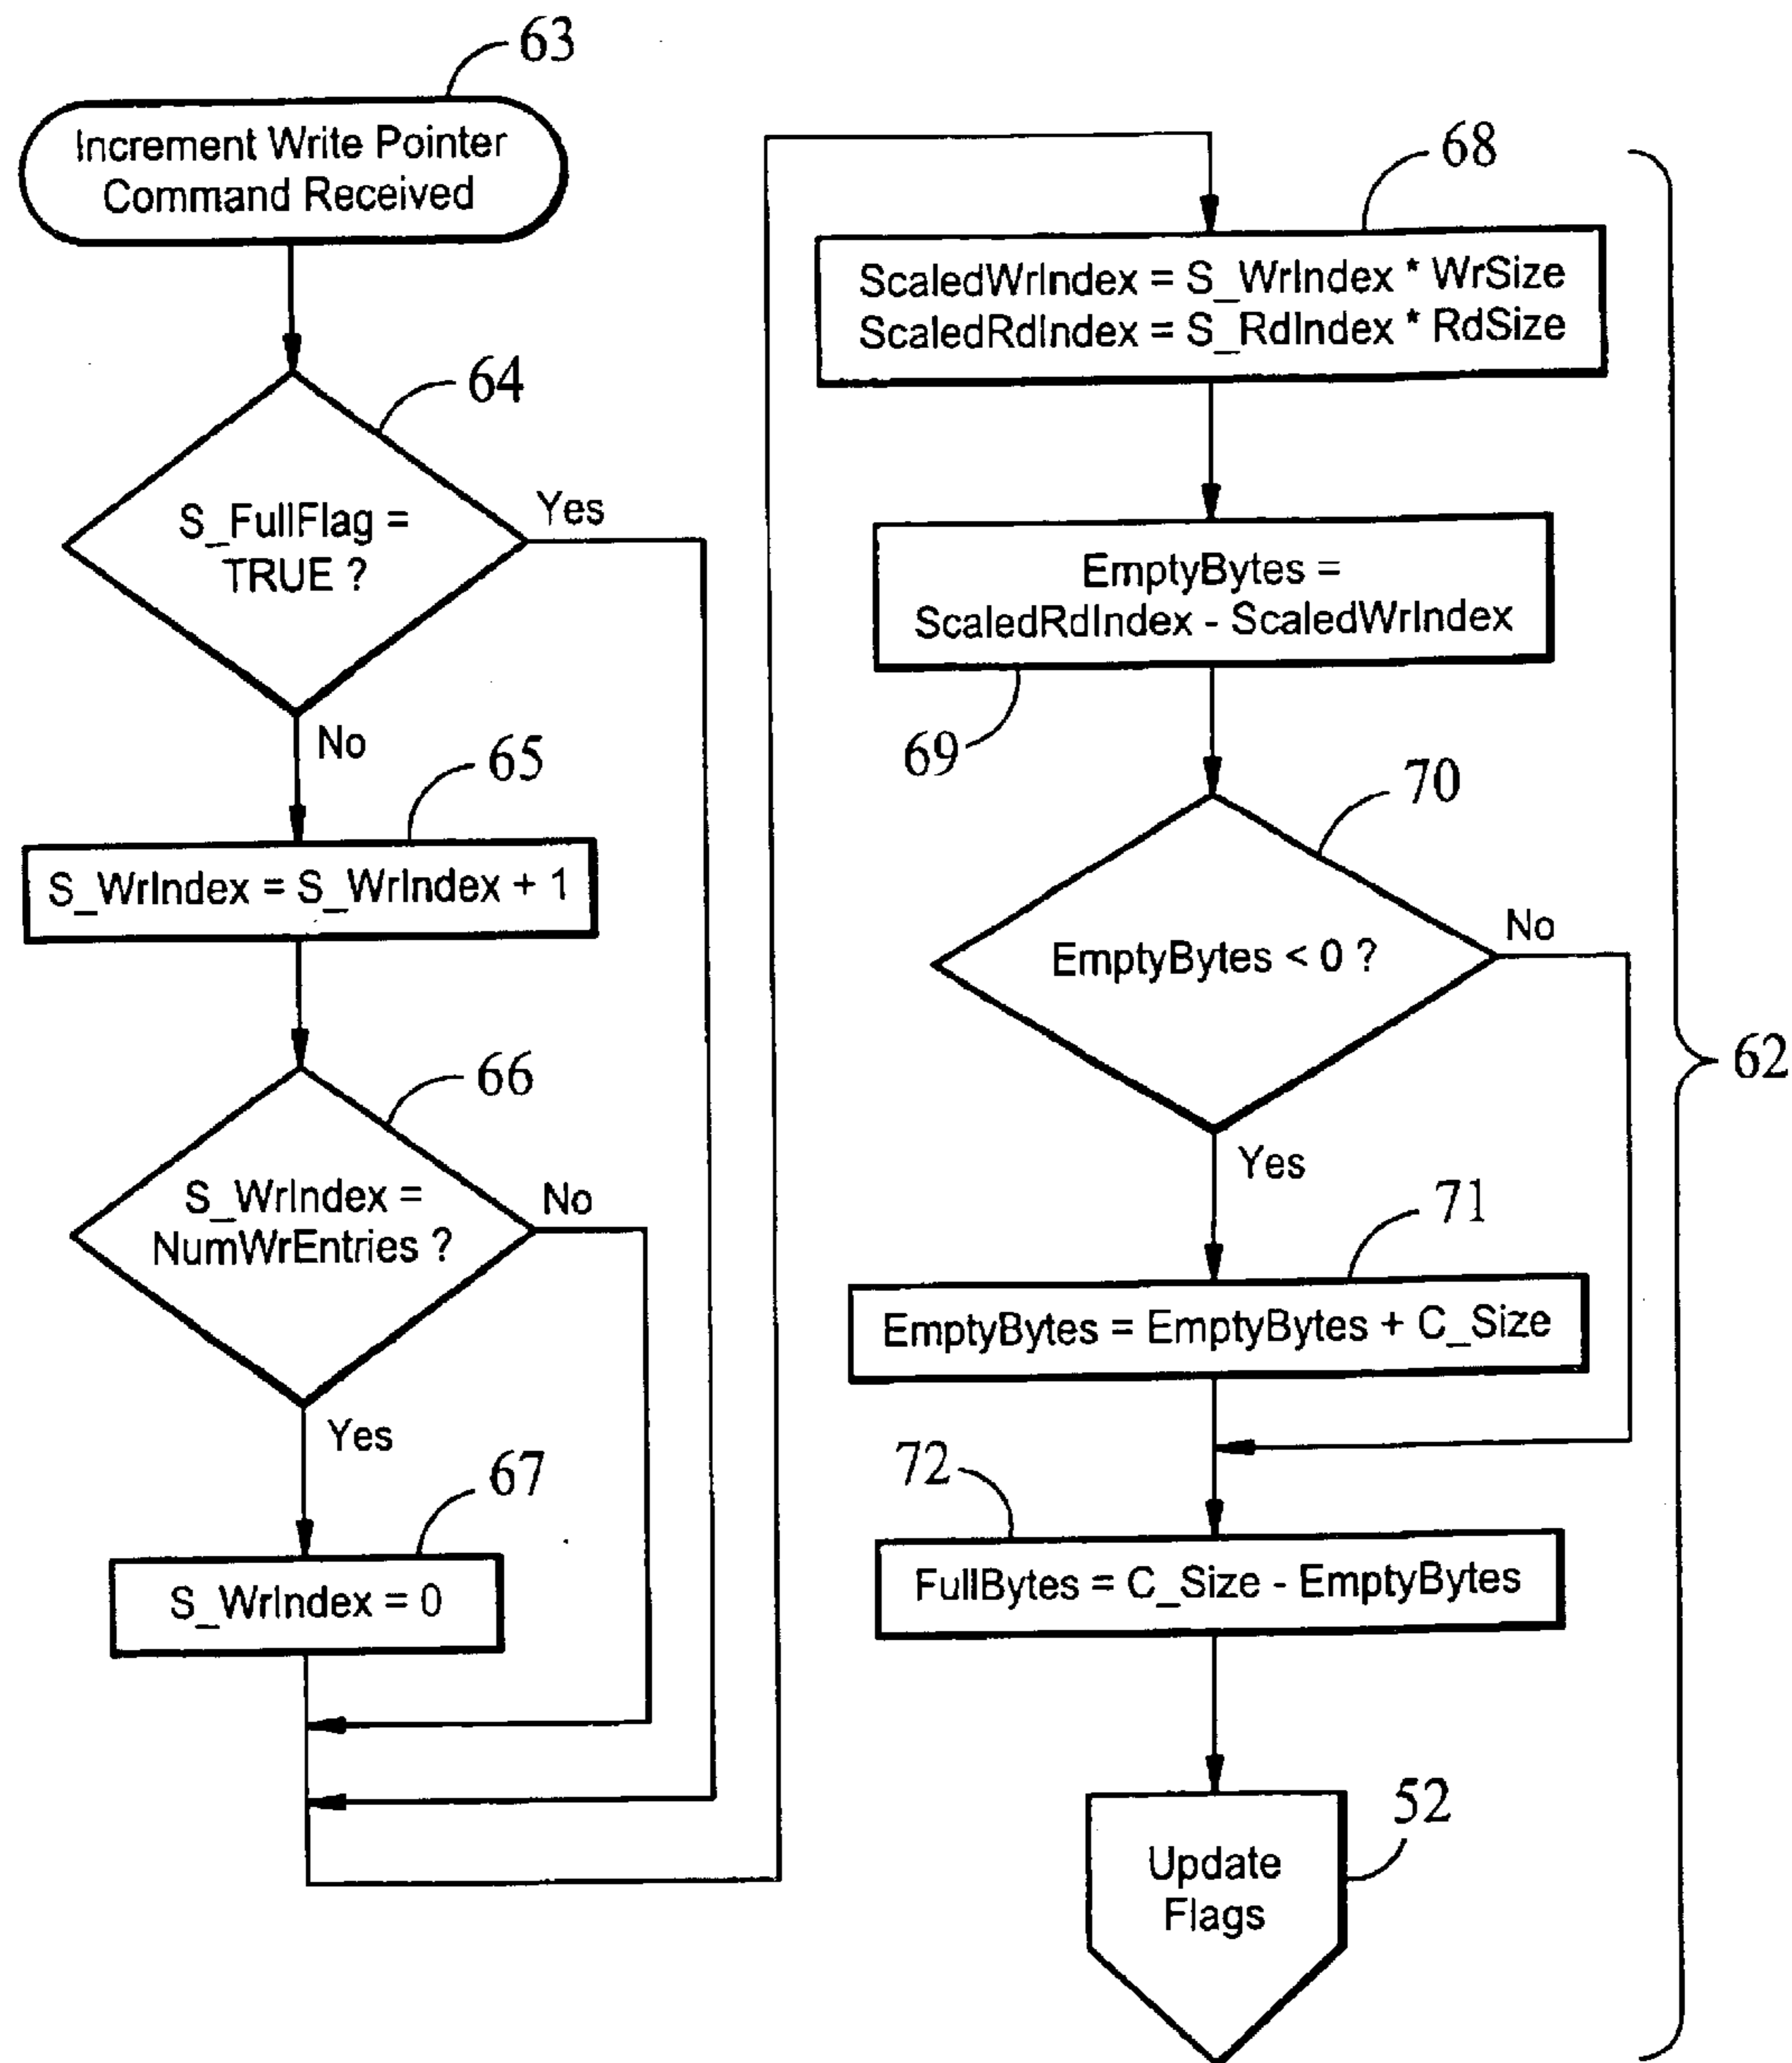 63
Increment Write Pointer
Command Received
64
S_FullFlag =
TRUE ?
Yes
No
65
S_WrIndex = S_WrIndex + 1
66
S_WrIndex =
NumWrEntries ?
No
Yes
67
S_WrIndex = 0
68
ScaledWrIndex = S_WrIndex * WrSize
ScaledRdIndex = S_RdIndex * RdSize
EmptyBytes =
ScaledRdIndex - ScaledWrIndex
69
70
EmptyBytes < 0 ?
No
Yes
71
EmptyBytes = EmptyBytes + C_Size
72
FullBytes = C_Size - EmptyBytes
52
Update
Flags
62